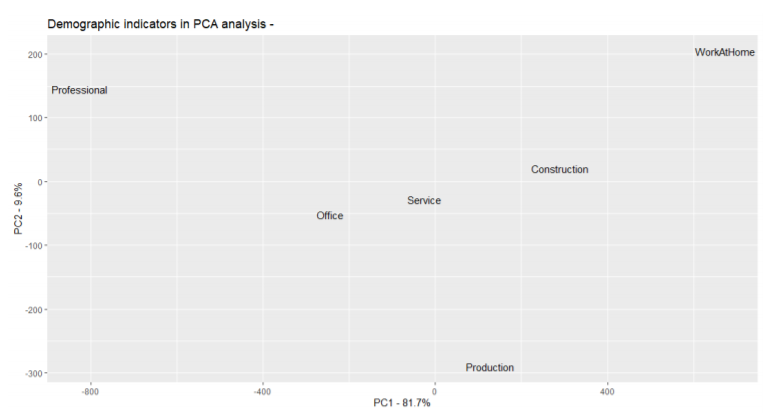 Demographic indicators in PCA analysis -
200
WorkAtHome
Professional
100
Construction
0
Service
Office
PC2 - 9.6%
-100
-200
-300
Production
-800
-400
0
400
PC1 - 81.7%